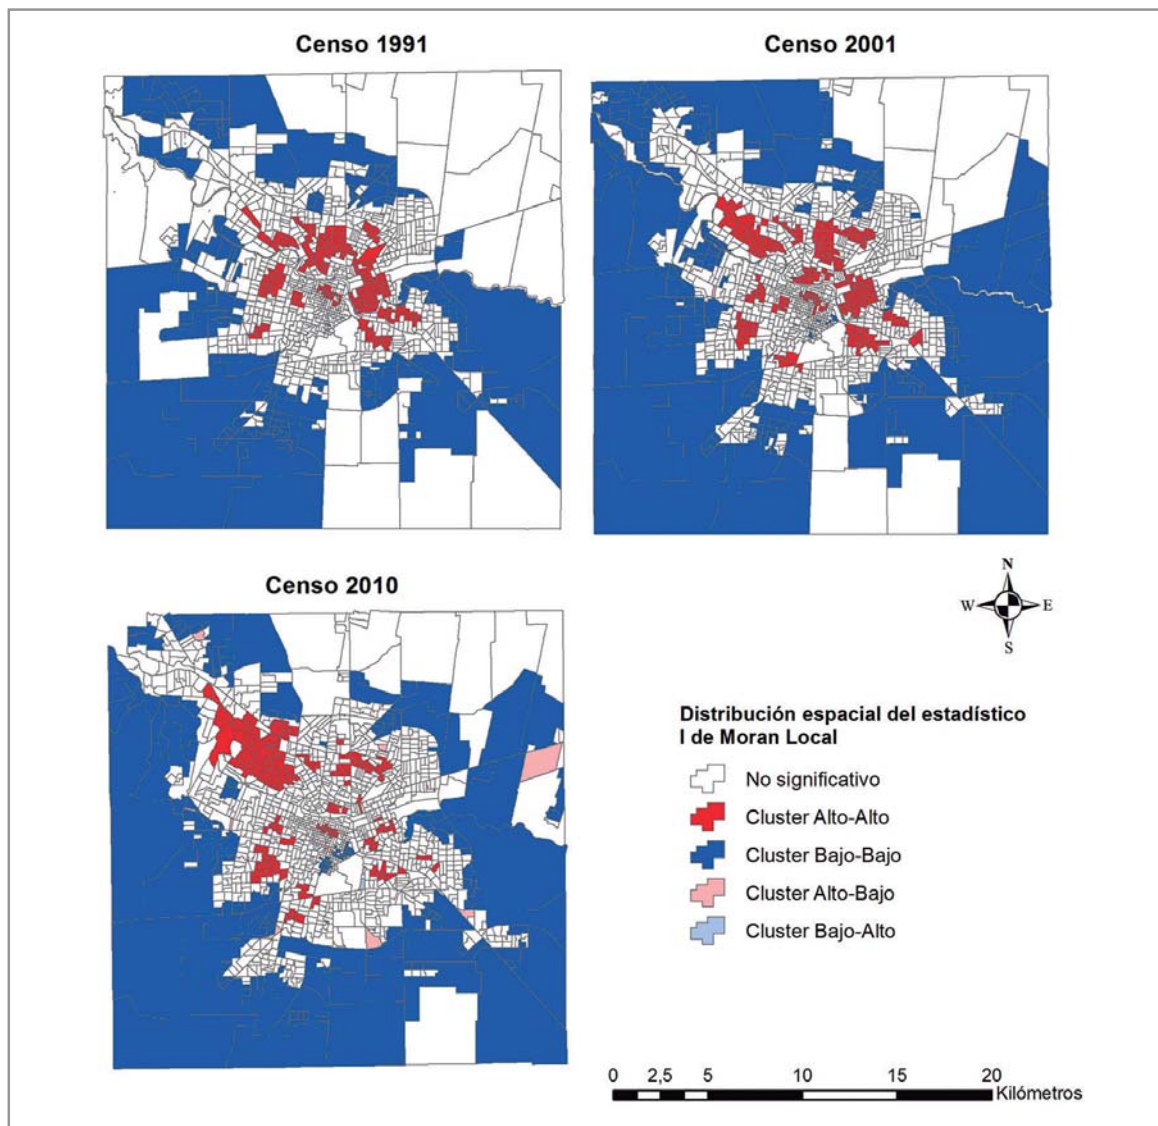 Censo 1991
Censo 2001
Censo 2010
N
W E
S
Distribución espacial del estadístico
I de Moran Local
No significativo
Cluster Alto-Alto
Cluster Bajo-Bajo
Cluster Alto-Bajo
Cluster Bajo-Alto
0 2,5 5 10 15 20
Kilómetros